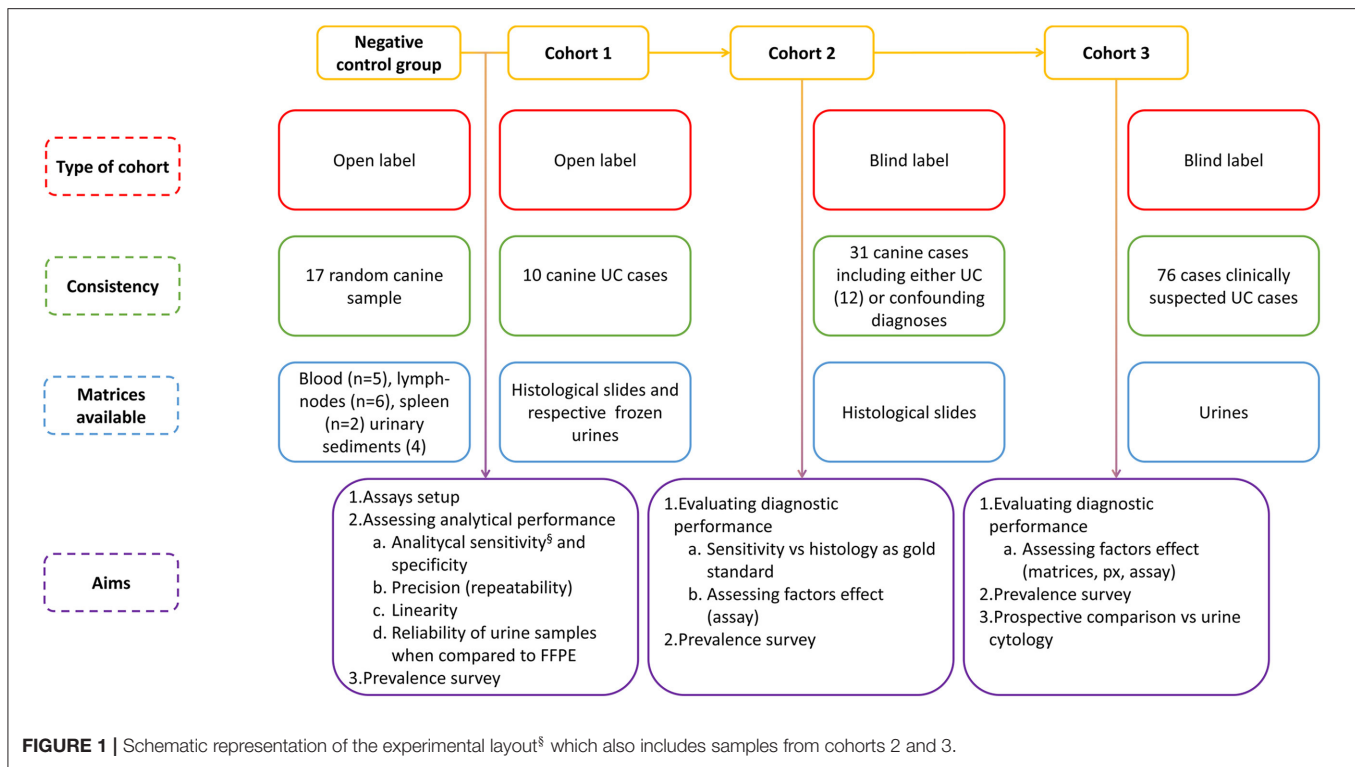 Negative
control group
Cohort 1
Cohort 2
Cohort 3
Type of cohort
Open label
Open label
Blind label
Blind label
Consistency
17 random canine
sample
10 canine UC cases
31 canine cases
including either UC
(12) or confounding
diagnoses
76 cases clinically
suspected UC cases
Matrices
available
Blood (n=5), lymph-
nodes (n=6), spleen
(n=2) urinary
sediments (4)
Histological slides and
respective frozen
urines
Histological slides
Urines
Aims
1.Assays setup
2.Assessing analytical performance
a. Analitycal sensitivity§ and
specificity
b. Precision (repeatability)
c. Linearity
d. Reliability of urine samples
when compared to FFPE
3.Prevalence survey
1.Evaluating diagnostic
performance
a. Sensitivity vs histology as gold
standard
b. Assessing factors effect
(assay)
2.Prevalence survey
1.Evaluating diagnostic
performance
a. Assessing factors effect
(matrices, px, assay)
2.Prevalence survey
3.Prospective comparison vs urine
cytology
FIGURE 1 | Schematic representation of the experimental layout§ which also includes samples from cohorts 2 and 3.